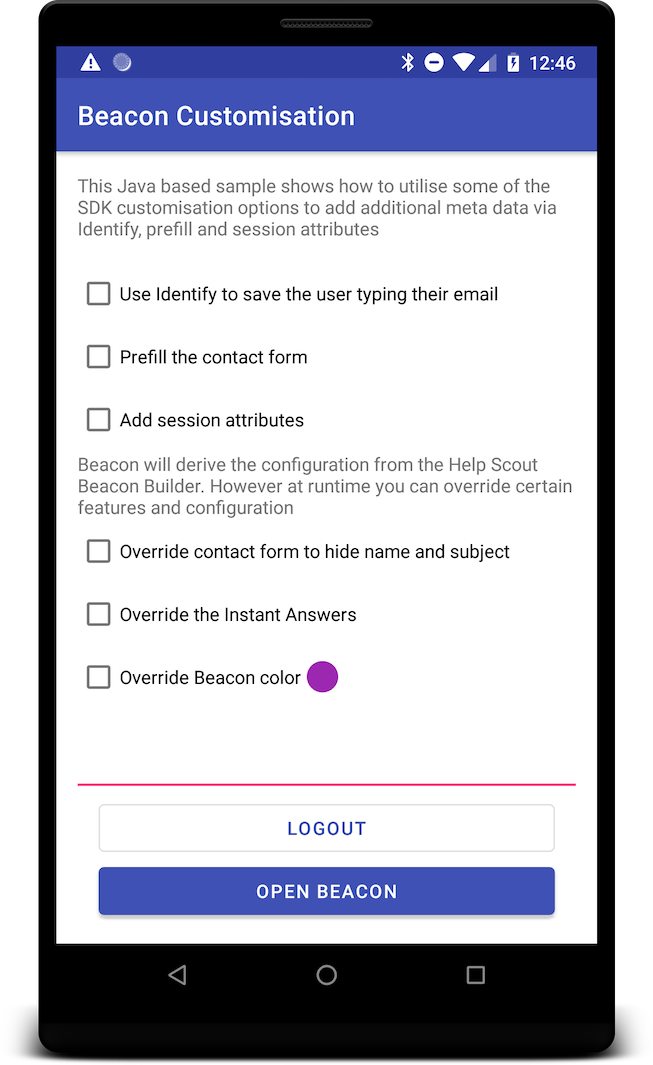 12:46
Beacon Customisation
This Java based sample shows how to utilise some of the
SDK customisation options to add additional meta data via
Identify, prefill and session attributes
Use Identify to save the user typing their email
Prefill the contact form
Add session attributes
Beacon will derive the configuration from the Help Scout
Beacon Builder. However at runtime you can override certain
features and configuration
Override contact form to hide name and subject
Override the Instant Answers
Override Beacon color
LOGOUT
OPEN BEACON